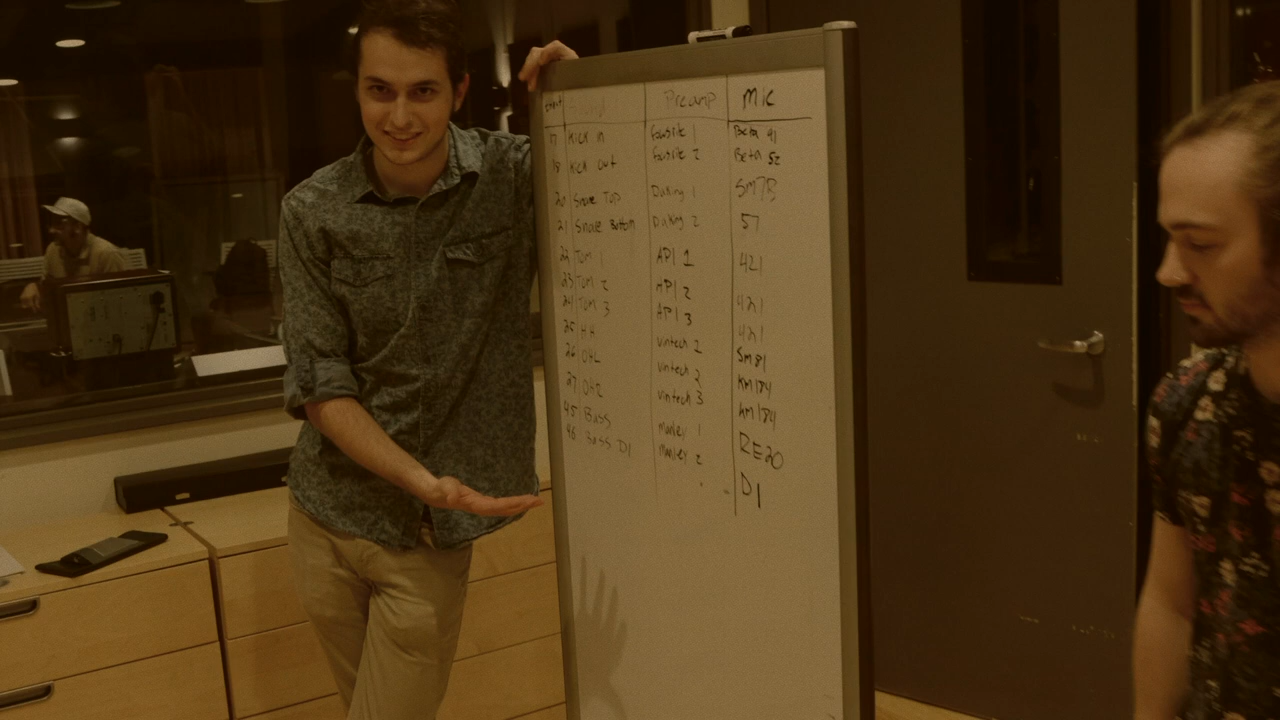 Preamp Mic
17 Kick in Focusrite 1 Beta 91
18 Kick out Focusrite 2 Beta 52
20 Snare Top Daking 1 SM7B
21 Snare Bottom Daking 2 57
22 Tom 1 API 1 421
23 Tom 2 API 2 421
24 Tom 3 API 3 421
25 HH Vintech 2 SM81
26 OHL Vintech 2 KM184
27 OHR Vintech 3 KM184
45 Bass Manley 1 RE20
46 Bass DI Manley 2 DI